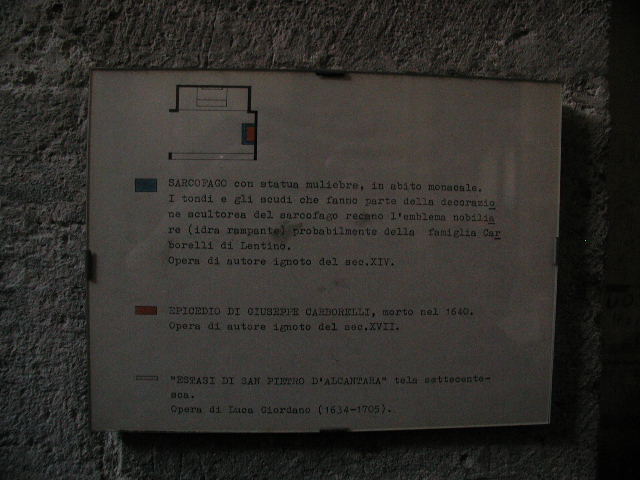 SARCOFAGO con statua muliebre, in abito monacale.
I tondi e gli scudi che fanno parte della decorazio
ne scultorea del sarcofago recano l'emblema nobilia
re (idra rampante) probabilmente della famiglia Car
borelli di Lentino.
Opera di autore ignoto del sec.XIV.
EPICEDIO DI GIUSEPPE CARBORELLI, morto nel 1640.
Opera di autore ignoto del sec.XVII.
"ESTASI DI SAN PIETRO D'ALCANTARA" tela settecente-
sca.
Opera di Luca Giordano (1634-1705).